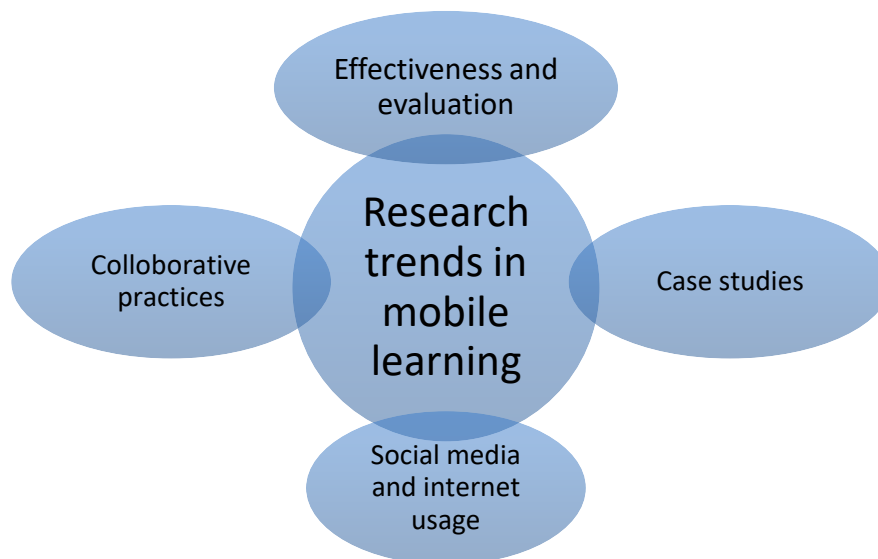 Effectiveness and
evaluation
Research
trends in
mobile
learning
Colloborative
practices
Case studies
Social media
and internet
usage